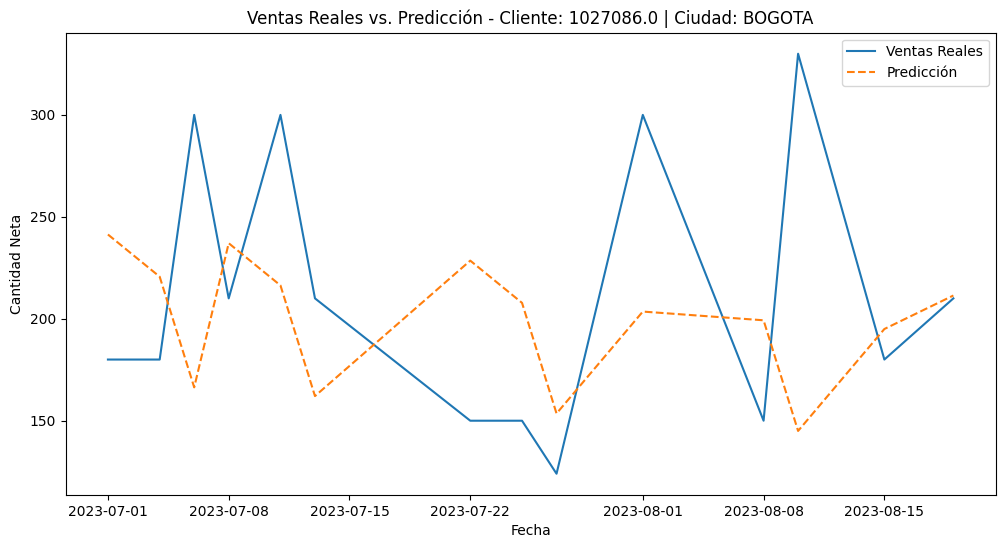 Ventas Reales vs. Predicción - Cliente: 1027086.0 | Ciudad: BOGOTA
Ventas Reales
Predicción
Cantidad Neta
300
250
200
150
2023-07-01
2023-07-08
2023-07-15
2023-07-22
2023-08-01
2023-08-08
2023-08-15
Fecha